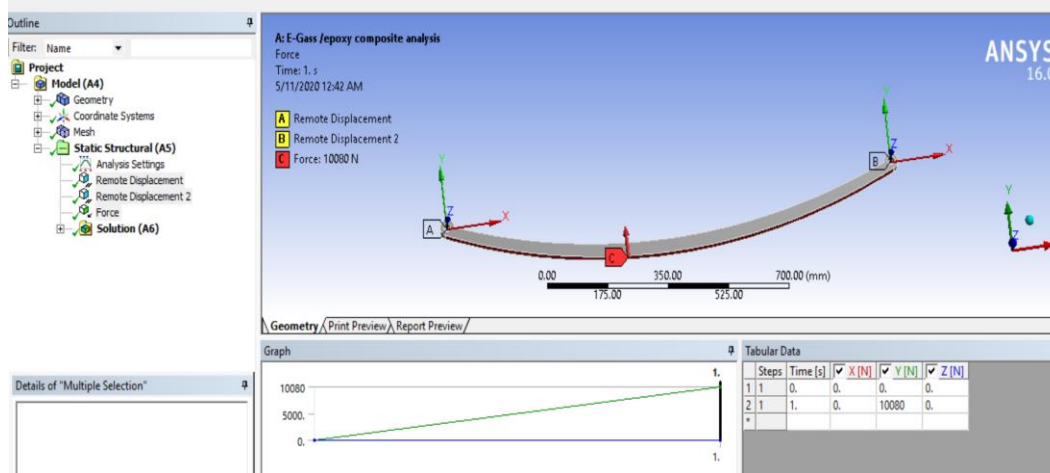 Outline
Filter: Name
Project
Model (A4)
Geometry
Coordinate Systems
Mesh
Static Structural (A5)
Analysis Settings
Remote Displacement
Remote Displacement 2
Force
Solution (A6)
Details of "Multiple Selection"
A: E-Gass /epoxy composite analysis
Force
Time: 1. s
5/11/2020 12:42 AM
A Remote Displacement
B Remote Displacement 2
C Force: 10080 N
ANSYS
16.0
Y
Z
X
A
Y
Z
X
B
C
Y
Z
0.00 350.00 700.00 (mm)
175.00 525.00
Geometry Print Preview Report Preview
Graph
1.
10080
5000.
0.
1.
Tabular Data
Steps Time [s] X [N] Y [N] Z [N]
1 1 0. 0. 0. 0.
2 1 1. 0. 10080 0.
*